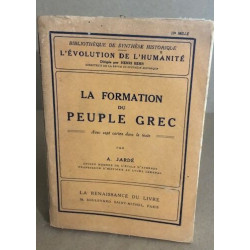 BIBLIOTHÈQUE DE SYNTHÈSE HISTORIQUE
L'ÉVOLUTION DE L'HUMANITÉ
Dirigée par HENRI BERR
LA FORMATION
DU
PEUPLE GREC
PAR
A. JARDÉ
LA RENAISSANCE DU LIVRE